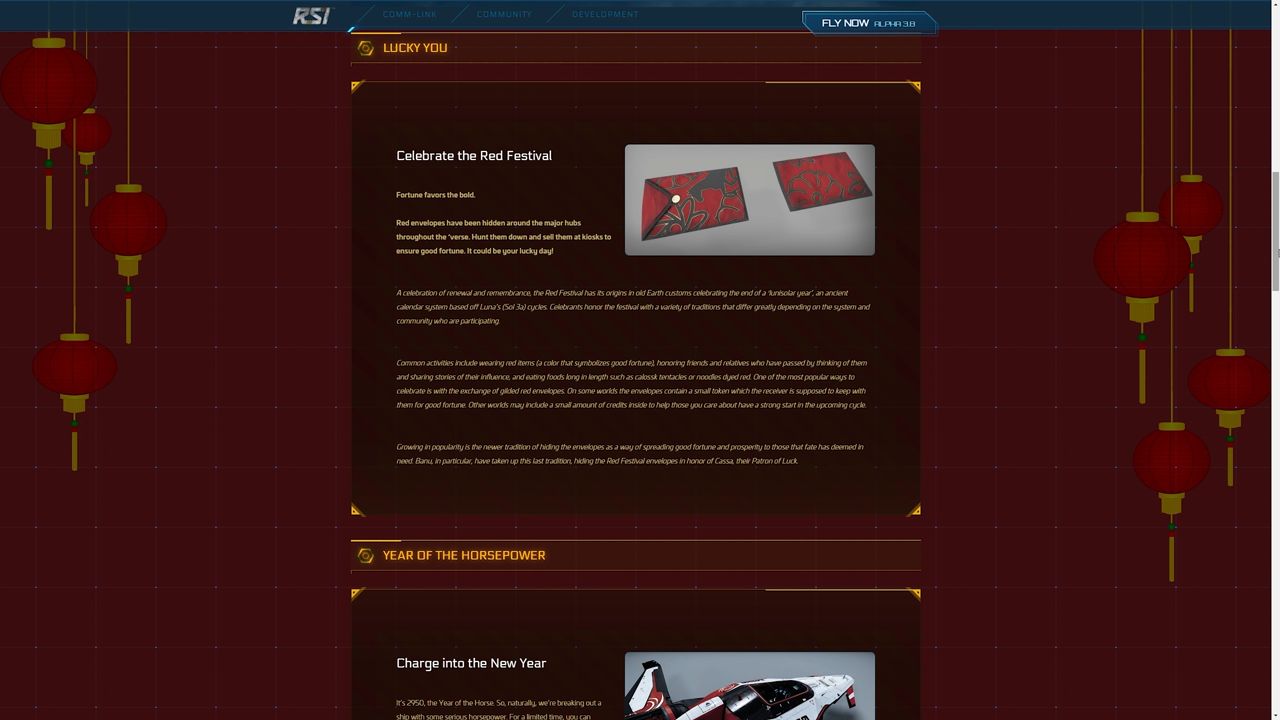 RSI
COMM-LINK
COMMUNITY
DEVELOPMENT
FLY NOW ALPHA 3.8
LUCKY YOU
Celebrate the Red Festival
Fortune favors the bold.
Red envelopes have been hidden around the major hubs
throughout the 'verse. Hunt them down and sell them at kiosks to
ensure good fortune. It could be your lucky day!
A celebration of renewal and remembrance, the Red Festival has its origins in old Earth customs celebrating the end of a 'lunisolar year', an ancient
calendar system based off Luna's (Sol 3a) cycles. Celebrants honor the festival with a variety of traditions that differ greatly depending on the system and
community who are participating.
Common activities include wearing red items (a color that symbolizes good fortune), honoring friends and relatives who have passed by thinking of them
and sharing stories of their influence, and eating foods long in length such as calossk tentacles or noodles dyed red. One of the most popular ways to
celebrate is with the exchange of gilded red envelopes. On some worlds the envelopes contain a small token which the receiver is supposed to keep with
them for good fortune. Other worlds may include a small amount of credits inside to help those you care about have a strong start in the upcoming cycle.
Growing in popularity is the newer tradition of hiding the envelopes as a way of spreading good fortune and prosperity to those that fate has deemed in
need. Banu, in particular, have taken up this last tradition, hiding the Red Festival envelopes in honor of Cassa, their Patron of Luck.
YEAR OF THE HORSEPOWER
Charge into the New Year
It's 2950, the Year of the Horse. So, naturally, we're breaking out a
ship with some serious horsepower. For a limited time, you can